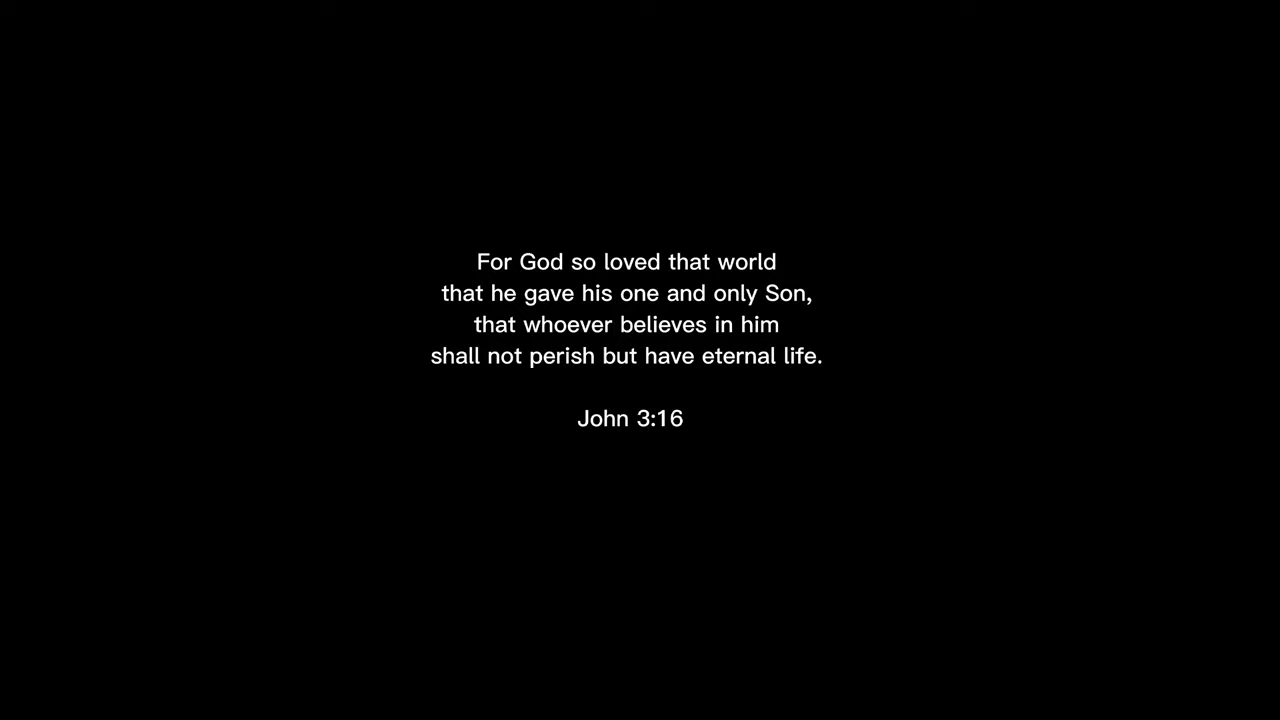 For God so loved that world
that he gave his one and only Son,
that whoever believes in him
shall not perish but have eternal life.
John 3:16